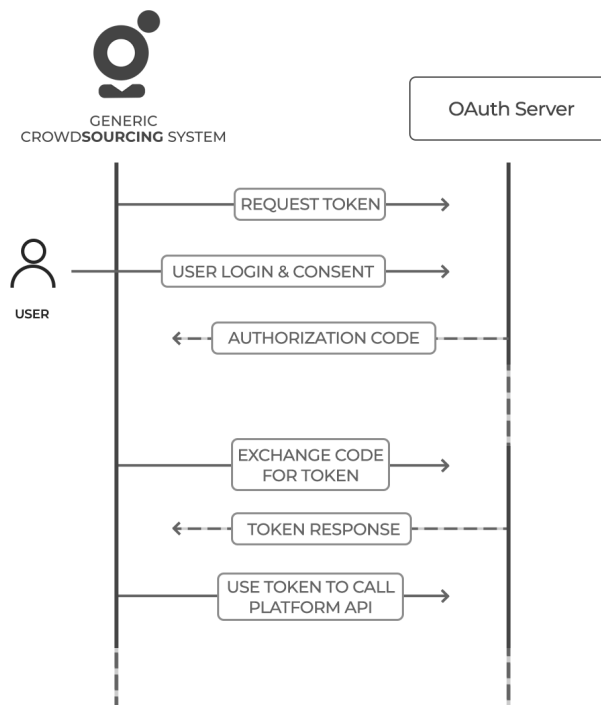 GENERIC
CROWDSOURCING SYSTEM
OAuth Server
REQUEST TOKEN
USER LOGIN & CONSENT
USER
AUTHORIZATION CODE
EXCHANGE CODE
FOR TOKEN
TOKEN RESPONSE
USE TOKEN TO CALL
PLATFORM API